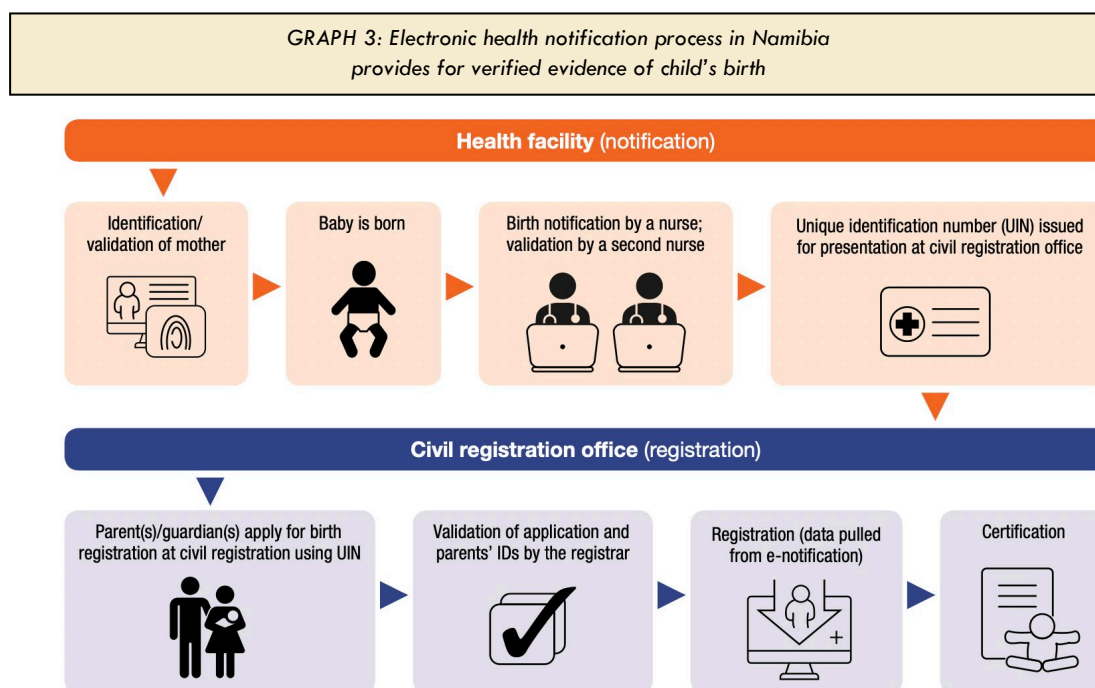 GRAPH 3: Electronic health notification process in Namibia
provides for verified evidence of child's birth
Health facility (notification)
Identification/
validation of mother
Baby is born
Birth notification by a nurse;
validation by a second nurse
Unique identification number (UIN) issued
for presentation at civil registration office
Civil registration office (registration)
Parent(s)/guardian(s) apply for birth
registration at civil registration using UIN
Validation of application and
parents' IDs by the registrar
Registration (data pulled
from e-notification)
Certification